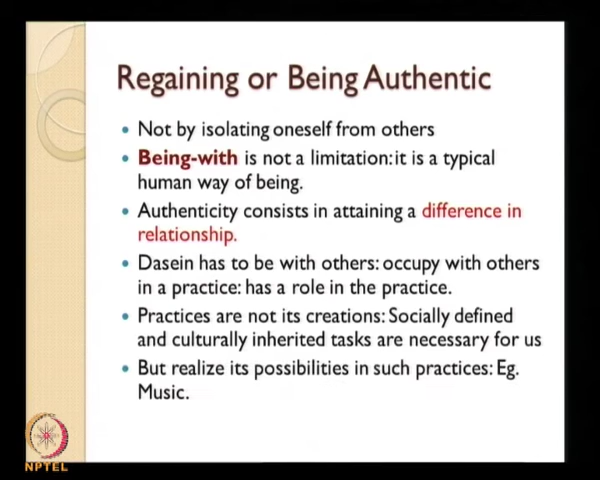 Regaining or Being Authentic
• Not by isolating oneself from others
• Being-with is not a limitation: it is a typical
human way of being.
• Authenticity consists in attaining a difference in
relationship.
• Dasein has to be with others: occupy with others
in a practice: has a role in the practice.
• Practices are not its creations: Socially defined
and culturally inherited tasks are necessary for us
• But realize its possibilities in such practices: Eg.
Music.
NPTEL